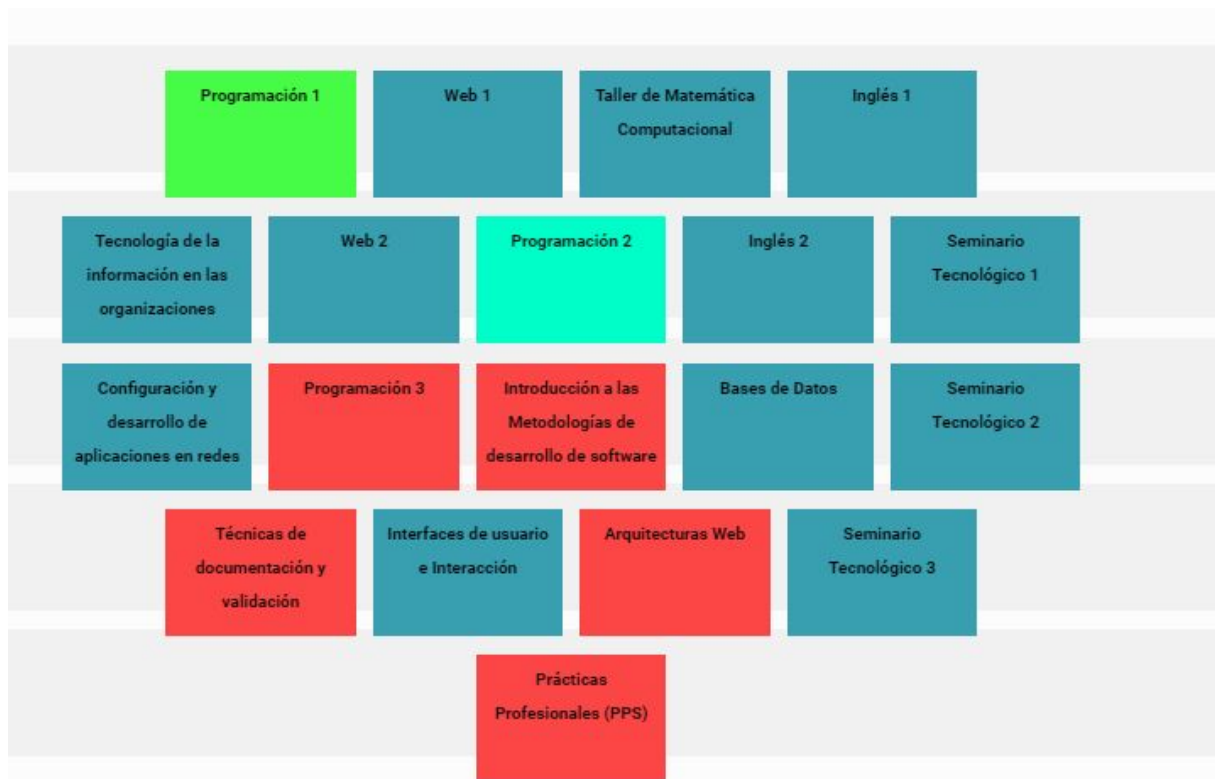 Programación 1
Web 1
Taller de Matemática
Computacional
Inglés 1
Tecnología de la
información en las
organizaciones
Web 2
Programación 2
Inglés 2
Seminario
Tecnológico 1
Configuración y
desarrollo de
aplicaciones en redes
Programación 3
Introducción a las
Metodologías de
desarrollo de software
Bases de Datos
Seminario
Tecnológico 2
Técnicas de
documentación y
validación
Interfaces de usuario
e Interacción
Arquitecturas Web
Seminario
Tecnológico 3
Prácticas
Profesionales (PPS)